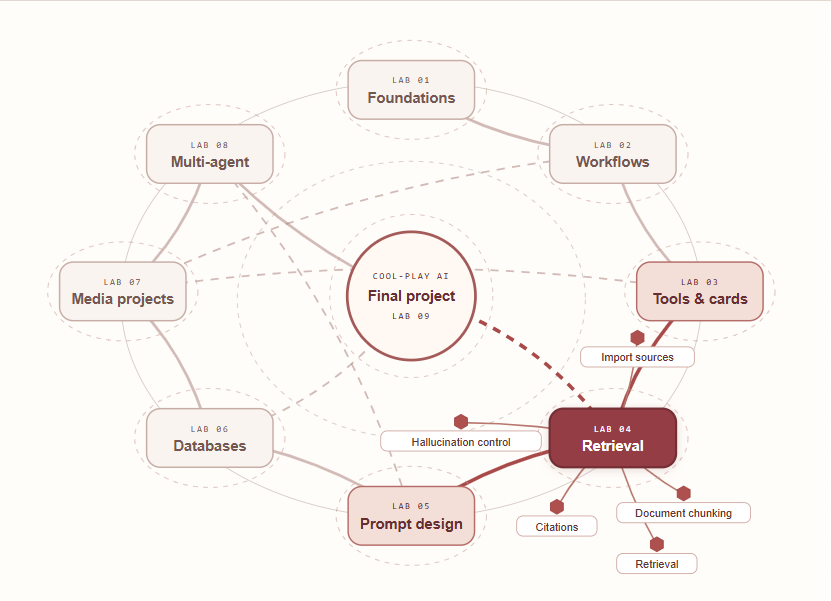 LAB 01
Foundations
LAB 08
Multi-agent
LAB 02
Workflows
LAB 07
Media projects
COOL-PLAY AI
Final project
LAB 09
LAB 03
Tools & cards
Import sources
LAB 06
Databases
Hallucination control
LAB 04
Retrieval
LAB 05
Prompt design
Citations
Document chunking
Retrieval